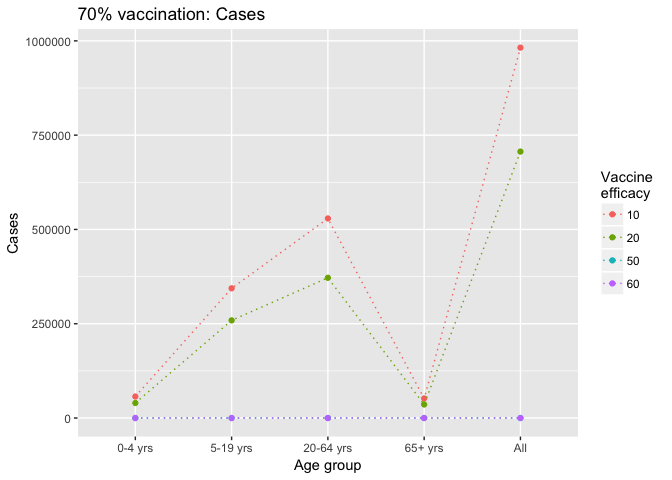 70% vaccination: Cases
1000000
750000
500000
250000
0
Cases
0-4 yrs
5-19 yrs
20-64 yrs
65+ yrs
All
Age group
Vaccine
efficacy
10
20
50
60